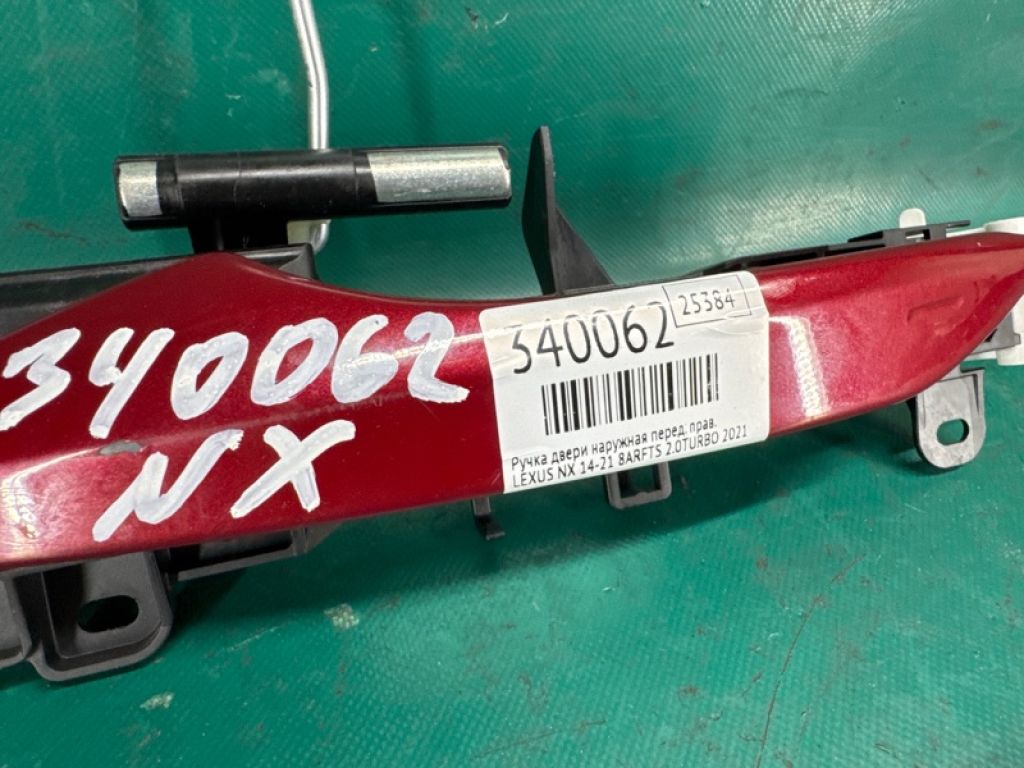 340062
NX
340062
25384
Ручка двери наружная перед. прав.
LEXUS NX 14-21 8ARFTS 2.0TURBO 2021